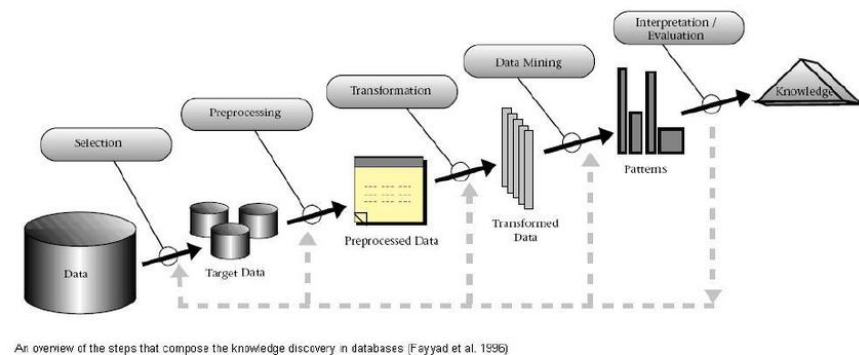 Interpretation /
Evaluation
Data Mining
Transformation
Preprocessing
Selection
Knowledge
Patterns
Transformed
Data
Preprocessed Data
Target Data
Data
An overview of the steps that compose the knowledge discovery in databases (Fayyad et al. 1996)